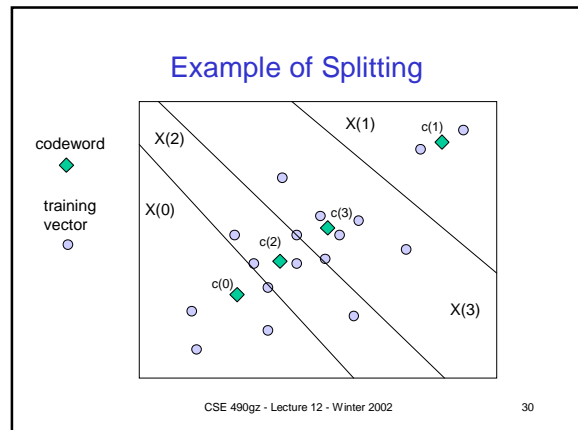 Example of Splitting
codeword
training
vector
X(1)
c(1)
X(2)
X(0)
c(3)
c(2)
c(0)
X(3)
CSE 490gz - Lecture 12 - Winter 2002
30